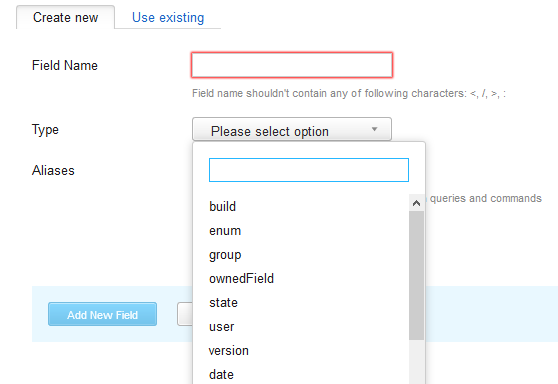 Create new
Use existing
Field Name
Field name shouldn't contain any of following characters: <, /, >, :
Type
Please select option
Aliases
queries and commands
build
enum
group
ownedField
state
user
version
date
Add New Field